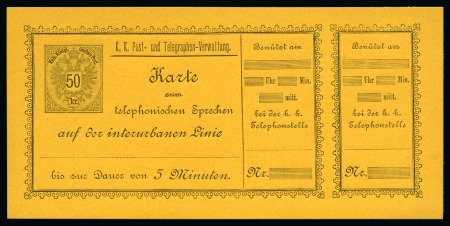 K. K. Post- und Telegraphen-Verwaltung.
50
kr.
Karte
zum
telephonischen Sprechen
auf der interurbanen Linie
bis zur Dauer von 5 Minuten.
Benützt am
Uhr Min.
mitt.
bei der k. k.
Telephonstelle
Nr.
Benützt am
Uhr Min.
mitt.
bei der k. k.
Telephonstelle
Nr.